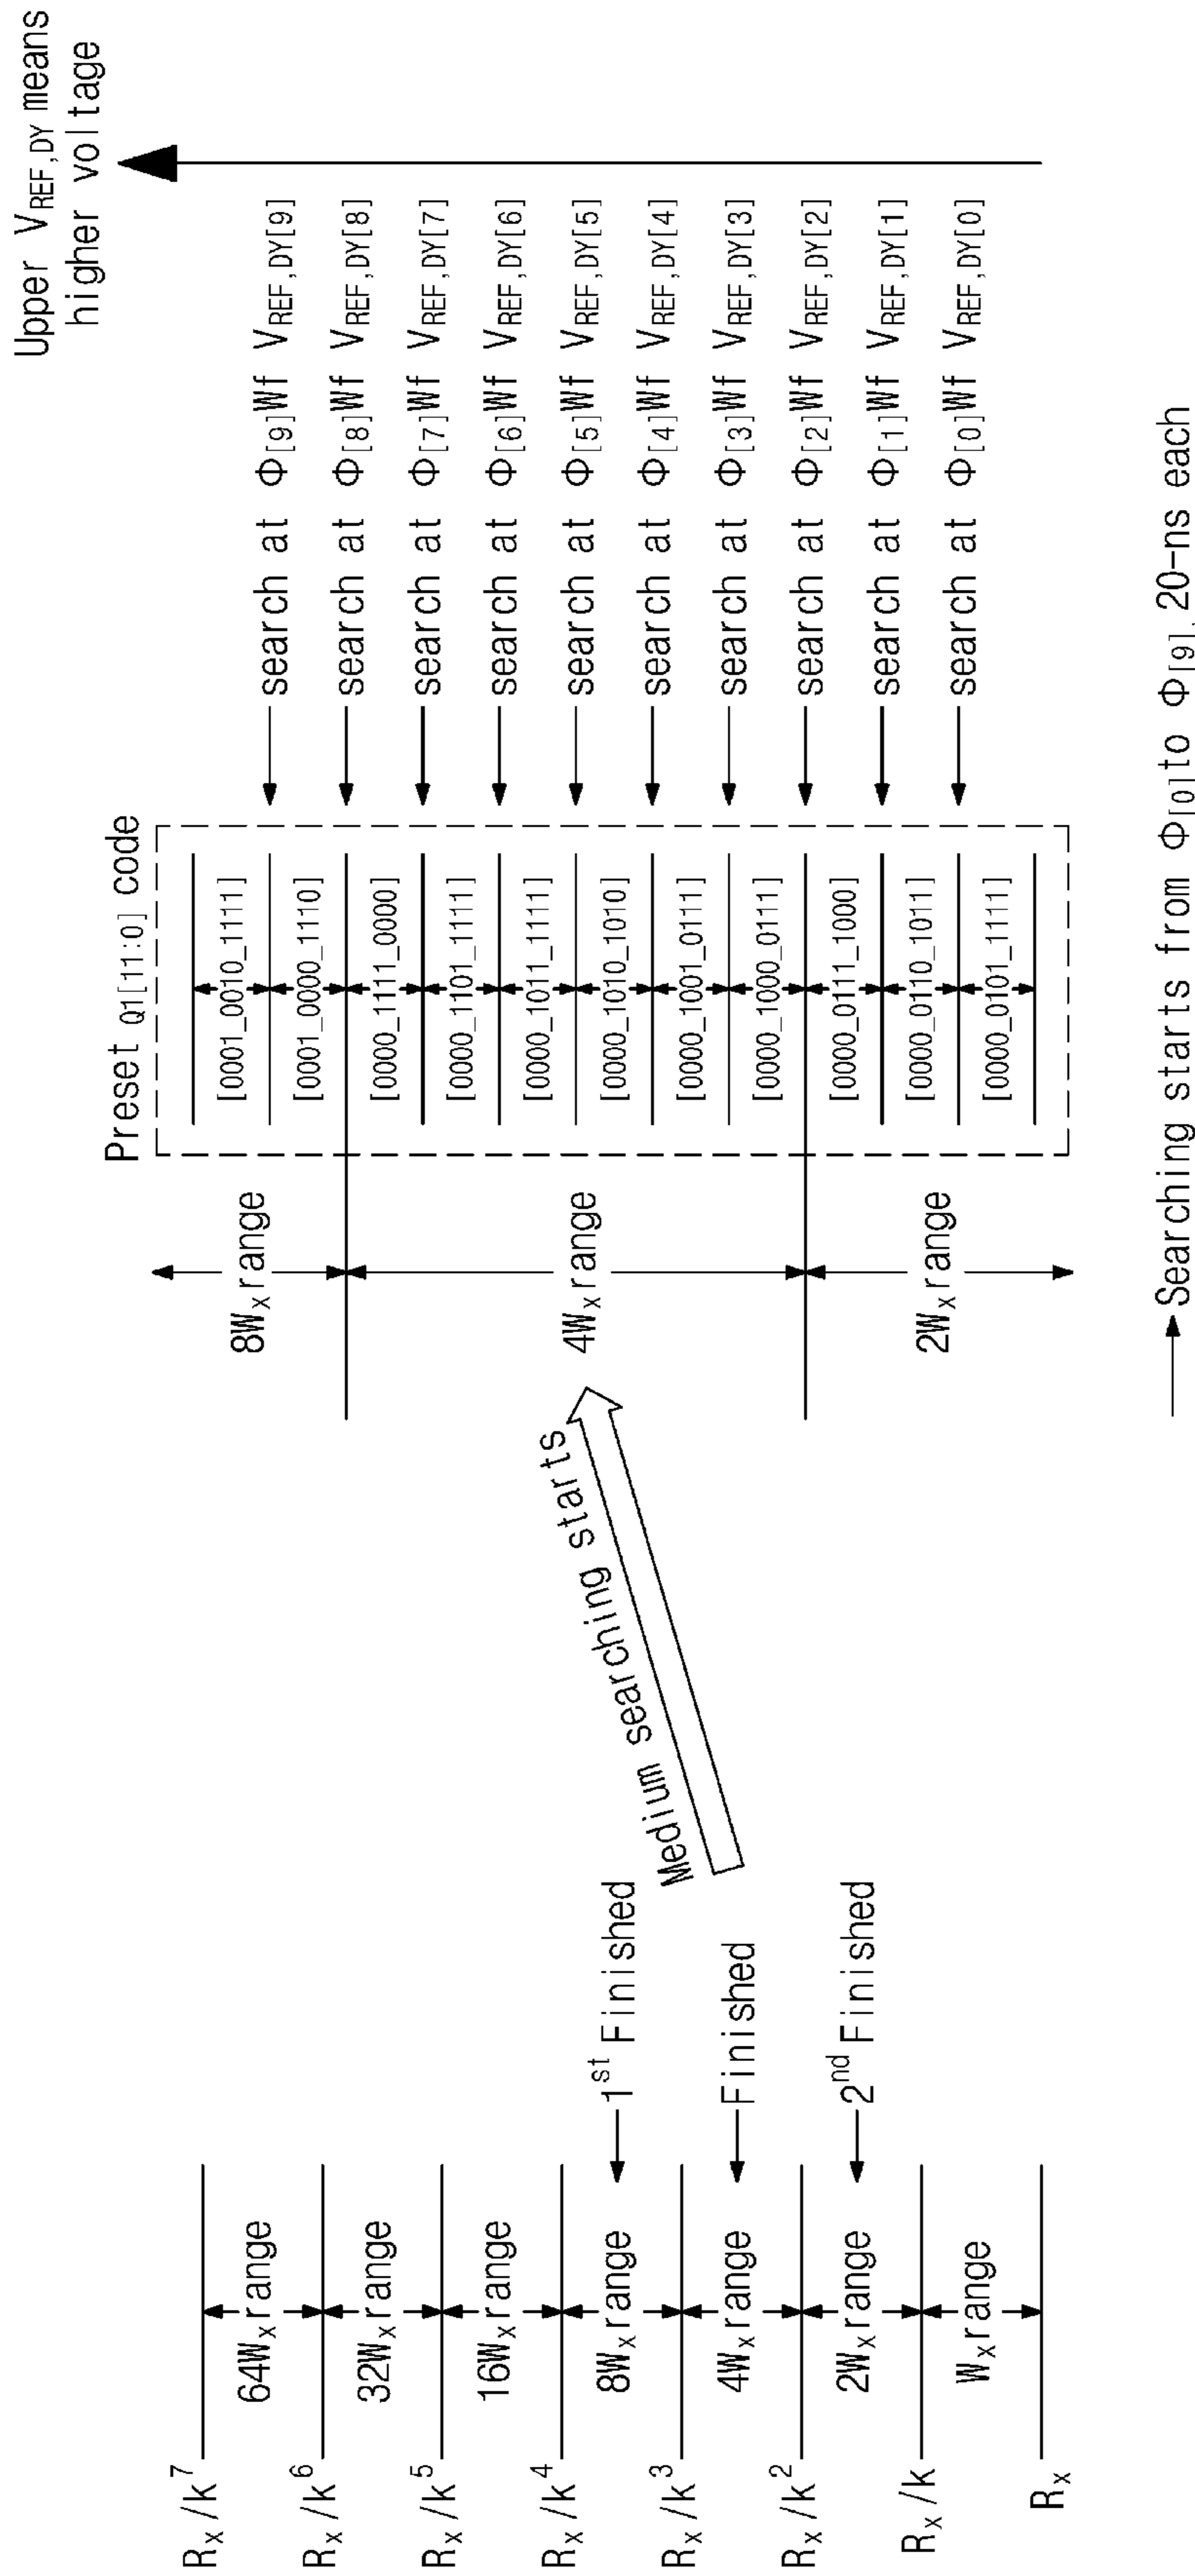 Upper V_REF,DY means
higher voltage
R_x/k^7
R_x/k^6
R_x/k^5
R_x/k^4
R_x/k^3
R_x/k^2
R_x/k
R_x
64W_x range
32W_x range
16W_x range
8W_x range
4W_x range
2W_x range
W_x range
1^st Finished
Finished
2^nd Finished
Medium searching starts
8W_x range
4W_x range
2W_x range
Preset Q1[11:0] code
[0001_0010_1111]
[0001_0000_1110]
[0000_1111_0000]
[0000_1101_1111]
[0000_1011_1111]
[0000_1010_1010]
[0000_1001_0111]
[0000_1000_0111]
[0000_0111_1000]
[0000_0110_1011]
[0000_0101_1111]
search at Φ[9] Wf V_REF,DY[9]
search at Φ[8] Wf V_REF,DY[8]
search at Φ[7] Wf V_REF,DY[7]
search at Φ[6] Wf V_REF,DY[6]
search at Φ[5] Wf V_REF,DY[5]
search at Φ[4] Wf V_REF,DY[4]
search at Φ[3] Wf V_REF,DY[3]
search at Φ[2] Wf V_REF,DY[2]
search at Φ[1] Wf V_REF,DY[1]
search at Φ[0] Wf V_REF,DY[0]
Searching starts from Φ[0] to Φ[9], 20-ns each